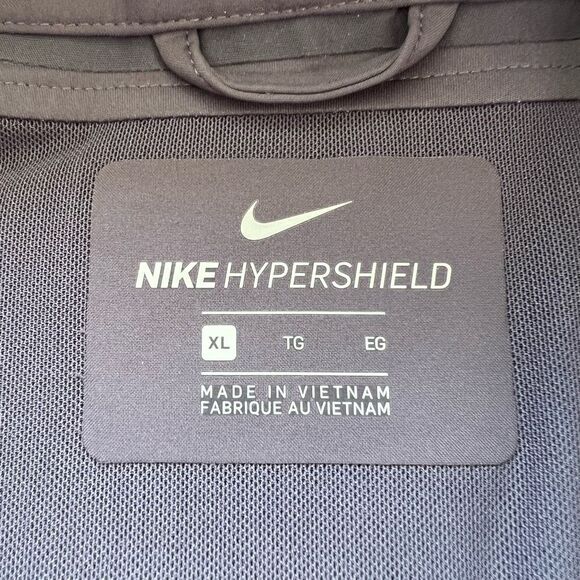 NIKE HYPERSHIELD
XL TG EG
MADE IN VIETNAM
FABRIQUE AU VIETNAM